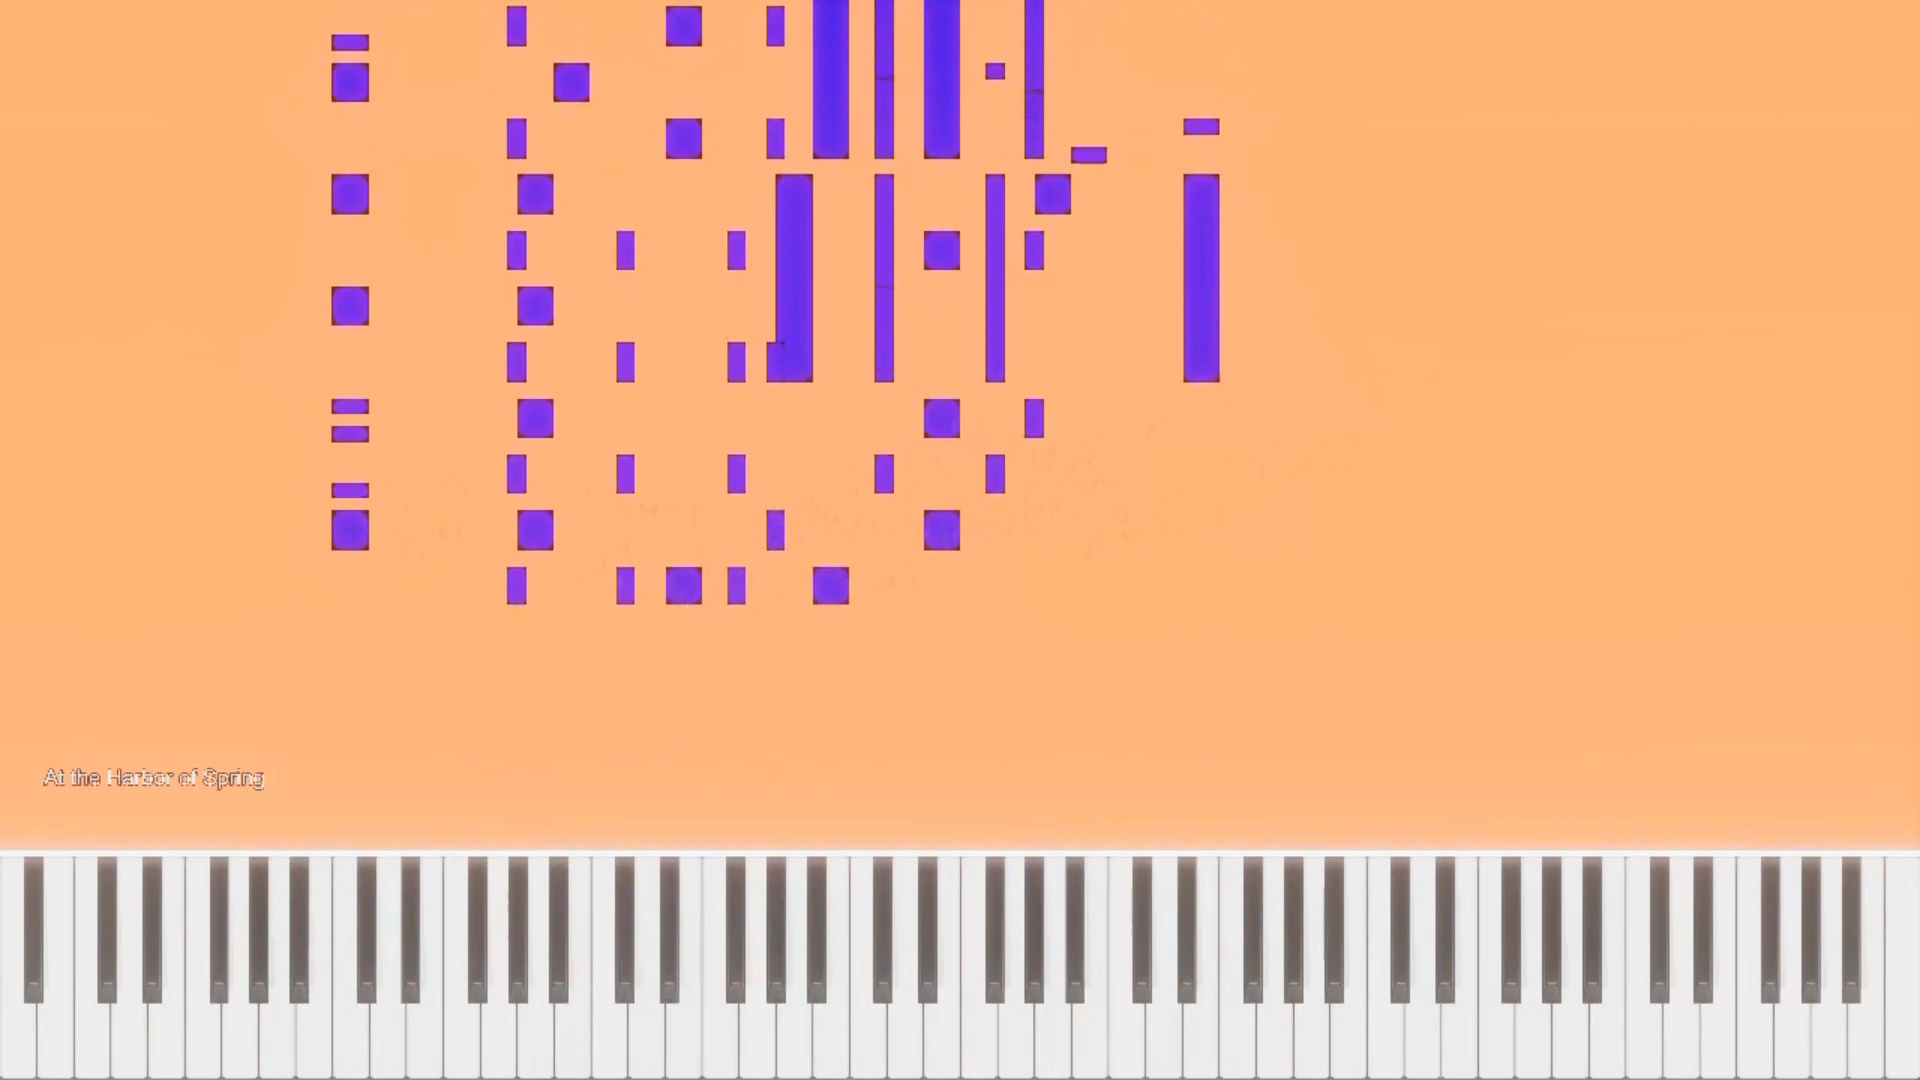 At the Harbor of Spring